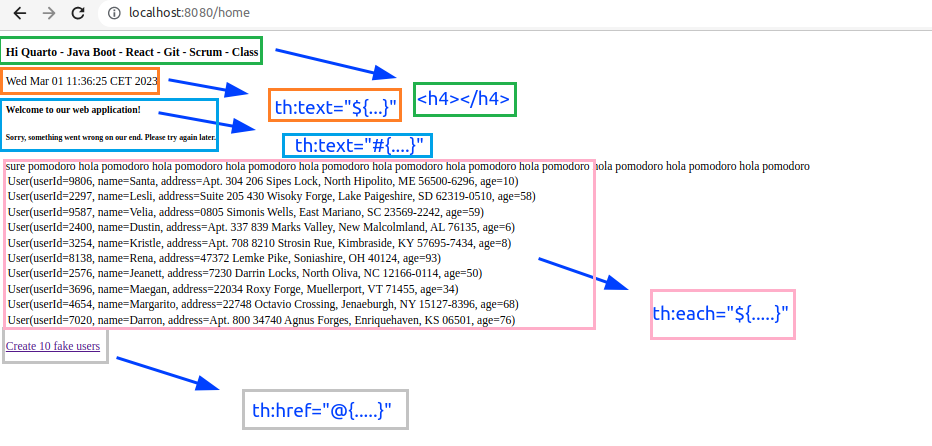 localhost:8080/home
Hi Quarto - Java Boot - React - Git - Scrum - Class
<h4></h4>
Wed Mar 01 11:36:25 CET 2023
th:text="${...}"
Welcome to our web application!
Sorry, something went wrong on our end. Please try again later.
th:text="#{....}"
sure pomodoro hola pomodoro hola pomodoro hola pomodoro hola pomodoro hola pomodoro hola pomodoro hola pomodoro hola pomodoro hola pomodoro hola pomodoro
User(userId=9806, name=Santa, address=Apt. 304 206 Sipes Lock, North Hipolito, ME 56500-6296, age=10)
User(userId=2297, name=Lesli, address=Suite 205 430 Wisoky Forge, Lake Paigeshire, SD 62319-0510, age=58)
User(userId=9587, name=Velia, address=0805 Simonis Wells, East Mariano, SC 23569-2242, age=59)
User(userId=2400, name=Dustin, address=Apt. 337 839 Marks Valley, New Malcolmland, AL 76135, age=6)
User(userId=3254, name=Kristle, address=Apt. 708 8210 Strosin Rue, Kimbraside, KY 57695-7434, age=8)
User(userId=8138, name=Rena, address=47372 Lemke Pike, Soniashire, OH 40124, age=93)
User(userId=2576, name=Jeanett, address=7230 Darrin Locks, North Oliva, NC 12166-0114, age=50)
User(userId=3696, name=Maegan, address=22034 Roxy Forge, Muellerport, VT 71455, age=34)
User(userId=4654, name=Margarito, address=22748 Octavio Crossing, Jenaeburgh, NY 15127-8396, age=68)
User(userId=7020, name=Darron, address=Apt. 800 34740 Agnus Forges, Enriquehaven, KS 06501, age=76)
th:each="${.....}"
Create 10 fake users
th:href="@{.....}"